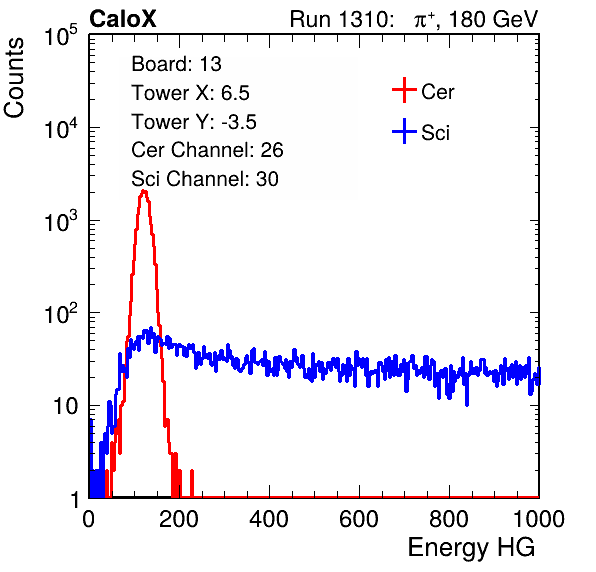 CaloX Run 1310: π⁺, 180 GeV
Counts
10⁵
10⁴
10³
10²
10
1
Board: 13
Tower X: 6.5
Tower Y: -3.5
Cer Channel: 26
Sci Channel: 30
Cer
Sci
0 200 400 600 800 1000
Energy HG